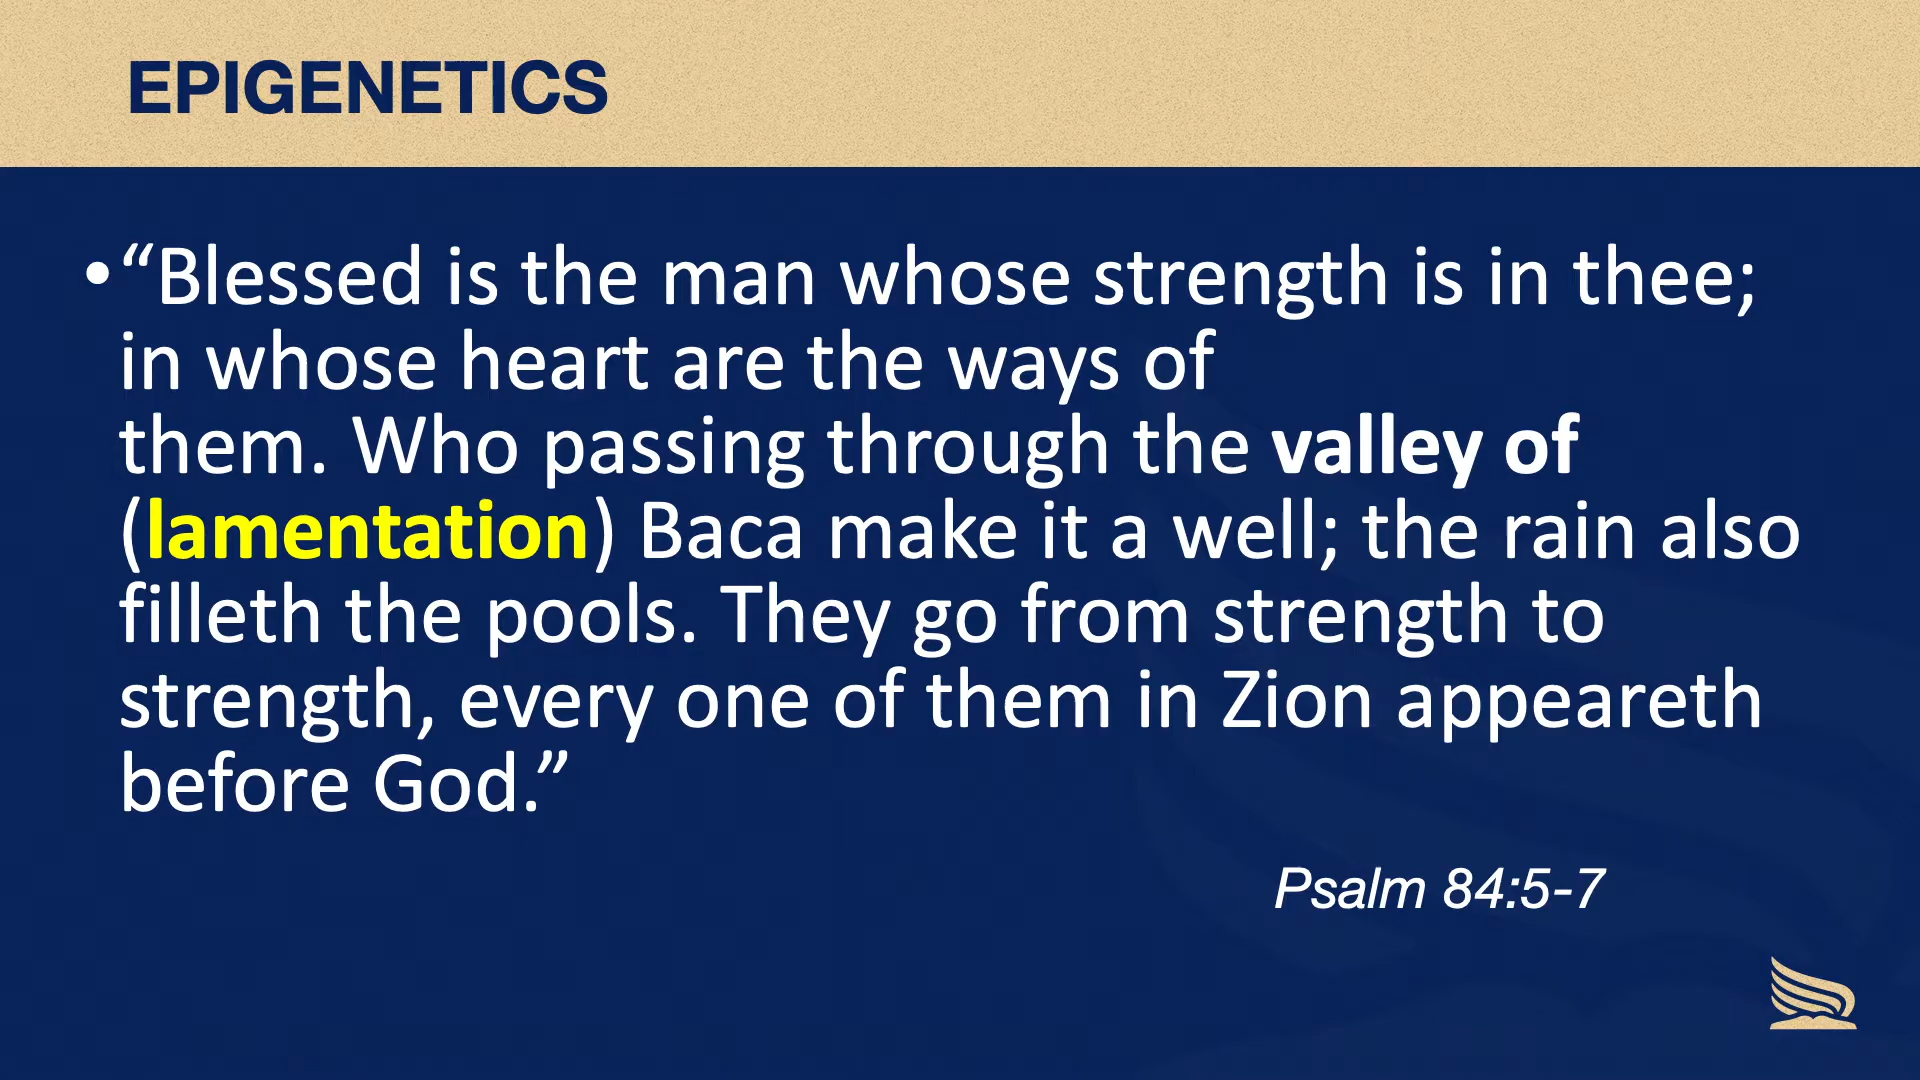 EPIGENETICS
• “Blessed is the man whose strength is in thee;
in whose heart are the ways of
them. Who passing through the valley of
(lamentation) Baca make it a well; the rain also
filleth the pools. They go from strength to
strength, every one of them in Zion appeareth
before God.”
Psalm 84:5-7